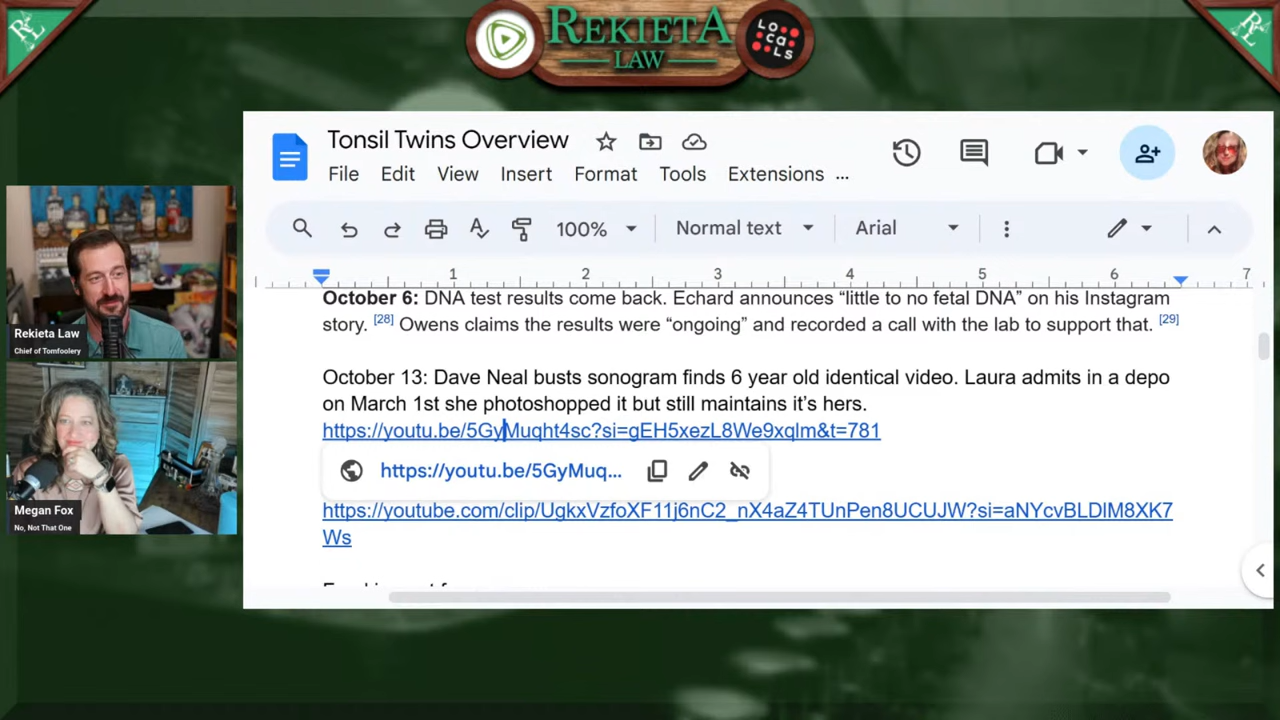 REKIETA
LAW
LOCALS
RL
RL
Tonsil Twins Overview
File Edit View Insert Format Tools Extensions ...
100% Normal text Arial
1 2 3 4 5 6 7
October 6: DNA test results come back. Echard announces “little to no fetal DNA” on his Instagram
story. [28] Owens claims the results were “ongoing” and recorded a call with the lab to support that. [29]
October 13: Dave Neal busts sonogram finds 6 year old identical video. Laura admits in a depo
on March 1st she photoshopped it but still maintains it’s hers.
https://youtu.be/5GyMuqht4sc?si=gEH5xezL8We9xqlm&t=781
https://youtu.be/5GyMuq...
https://youtube.com/clip/UgkxVzfoXF11j6nC2_nX4aZ4TUnPen8UCUJW?si=aNYcvBLDlM8XK7
Ws
Rekieta Law
Chief of Tomfoolery
Megan Fox
No, Not That One